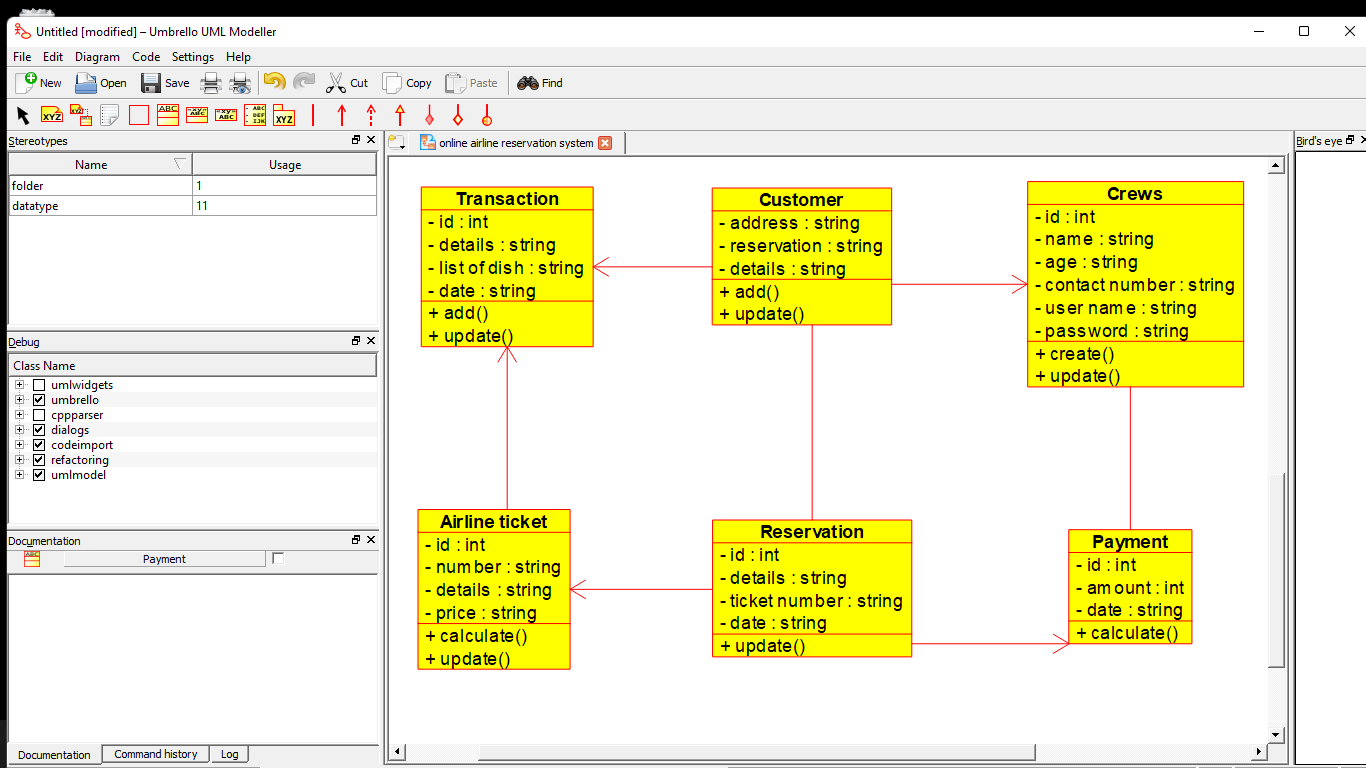 Untitled [modified] – Umbrello UML Modeller
File Edit Diagram Code Settings Help
New Open Save Cut Copy Paste Find
XYZ XYZ ABC -xy- ABC «xy» ABC ABC DEF IJK XYZ
Stereotypes
Name Usage
folder 1
datatype 11
Debug
Class Name
umlwidgets
umbrello
cppparser
dialogs
codeimport
refactoring
umlmodel
Documentation
ABC Payment
Documentation Command history Log
online airline reservation system
Transaction
- id : int
- details : string
- list of dish : string
- date : string
+ add()
+ update()
Customer
- address : string
- reservation : string
- details : string
+ add()
+ update()
Crews
- id : int
- name : string
- age : string
- contact number : string
- user name : string
- password : string
+ create()
+ update()
Airline ticket
- id : int
- number : string
- details : string
- price : string
+ calculate()
+ update()
Reservation
- id : int
- details : string
- ticket number : string
- date : string
+ update()
Payment
- id : int
- amount : int
- date : string
+ calculate()
Bird's eye